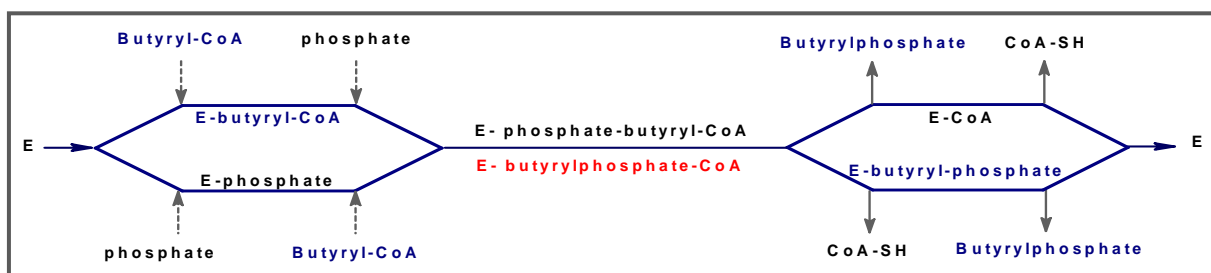 Butyryl-CoA phosphate Butyrylphosphate CoA-SH
E-butyryl-CoA E-CoA
E E- phosphate-butyryl-CoA E
E- butyrylphosphate-CoA
E-phosphate E-butyryl-phosphate
phosphate Butyryl-CoA CoA-SH Butyrylphosphate